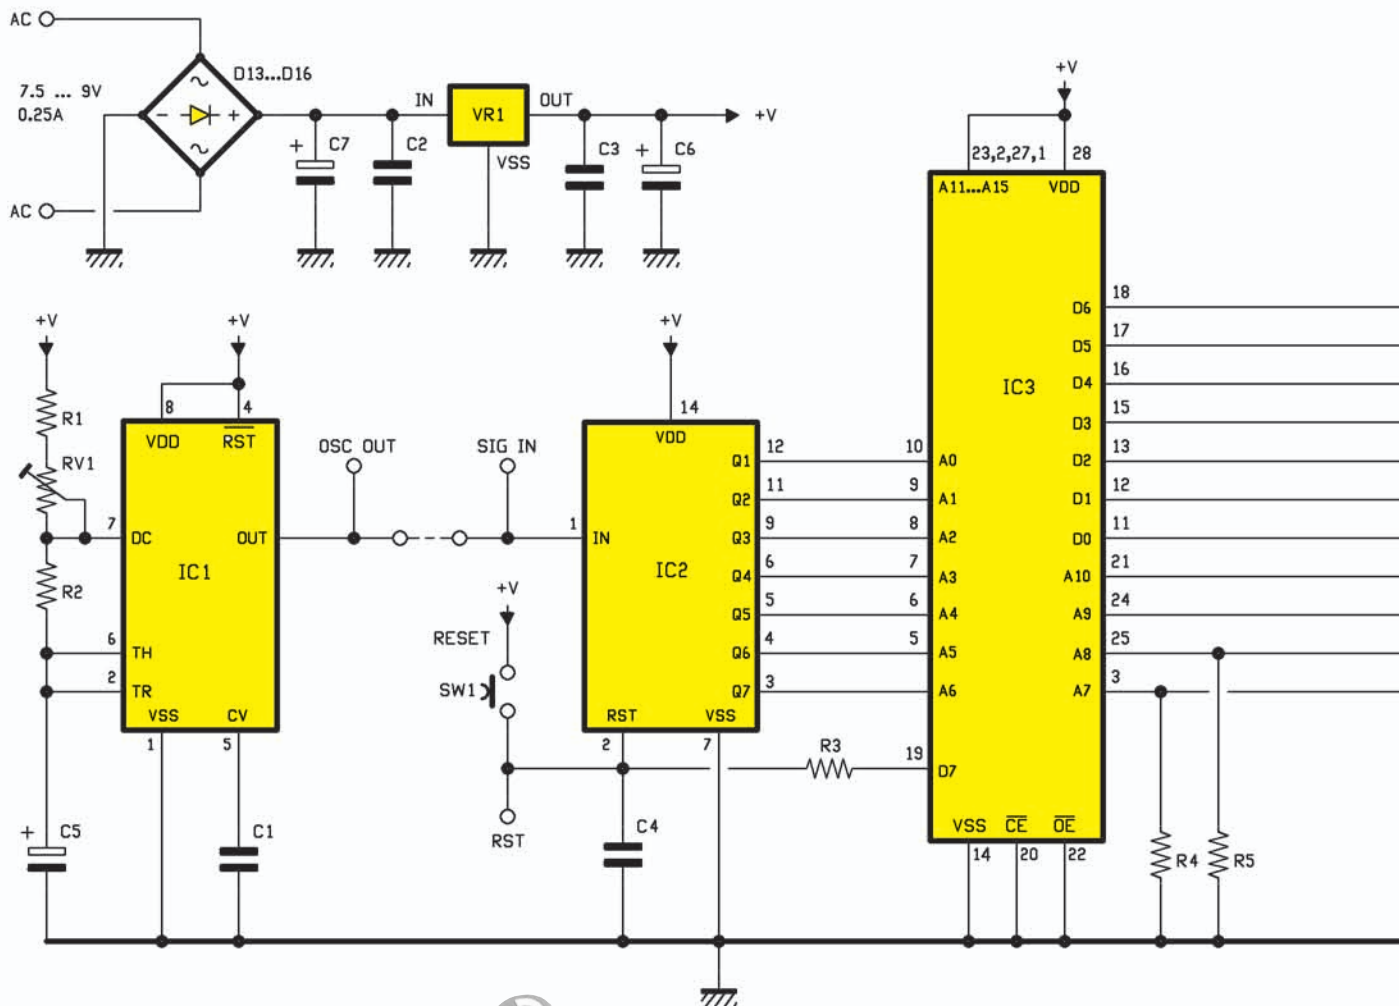 AC
7.5 ... 9V
0.25A
AC
D13...D16
~
-
+
~
+
C7
C2
IN
VR1
OUT
VSS
C3
+
C6
+V
+V
23,2,27,1
28
A11...A15
VDD
IC3
D6
18
D5
17
D4
16
D3
15
D2
13
D1
12
D0
11
A10
21
A9
24
A8
25
A7
3
10
A0
9
A1
8
A2
7
A3
6
A4
5
A5
A6
19
D7
VSS
CE
OE
14
20
22
R4
R5
+V
R1
RV1
R2
+
C5
+V
8
4
VDD
RST
7
DC
OUT
IC1
6
TH
2
TR
VSS
CV
1
5
C1
OSC OUT
SIG IN
+V
14
VDD
1
IN
IC2
Q1
12
Q2
11
Q3
9
Q4
6
Q5
5
Q6
4
Q7
3
RST
VSS
2
7
+V
RESET
SW1
RST
C4
R3